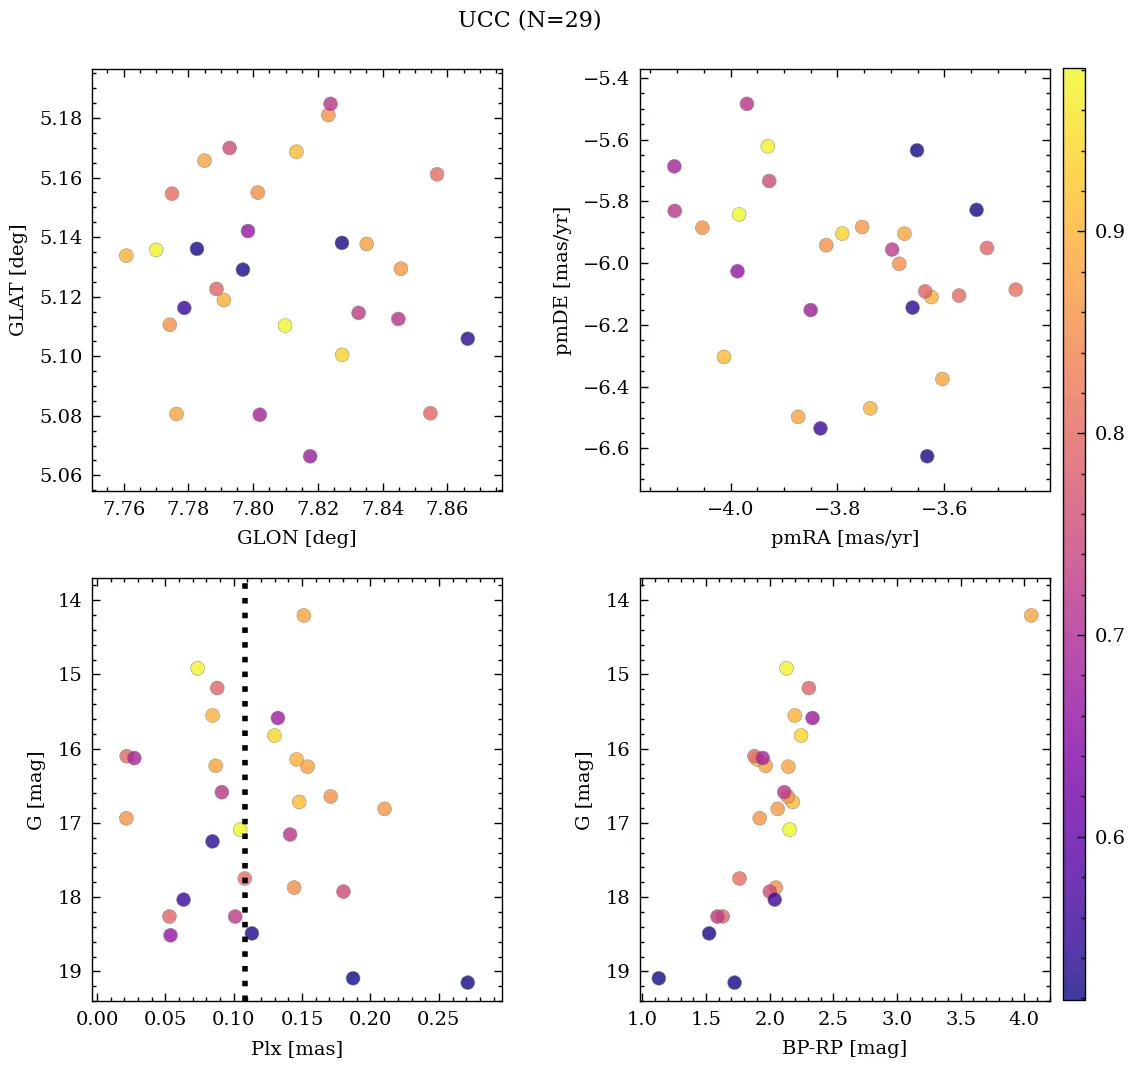 UCC (N=29)
5.18
5.16
5.14
5.12
5.10
5.08
5.06
GLAT [deg]
7.76 7.78 7.80 7.82 7.84 7.86
GLON [deg]
−5.4
−5.6
−5.8
−6.0
−6.2
−6.4
−6.6
pmDE [mas/yr]
−4.0 −3.8 −3.6
pmRA [mas/yr]
14
15
16
17
18
19
G [mag]
0.00 0.05 0.10 0.15 0.20 0.25
Plx [mas]
14
15
16
17
18
19
G [mag]
1.0 1.5 2.0 2.5 3.0 3.5 4.0
BP-RP [mag]
0.9
0.8
0.7
0.6